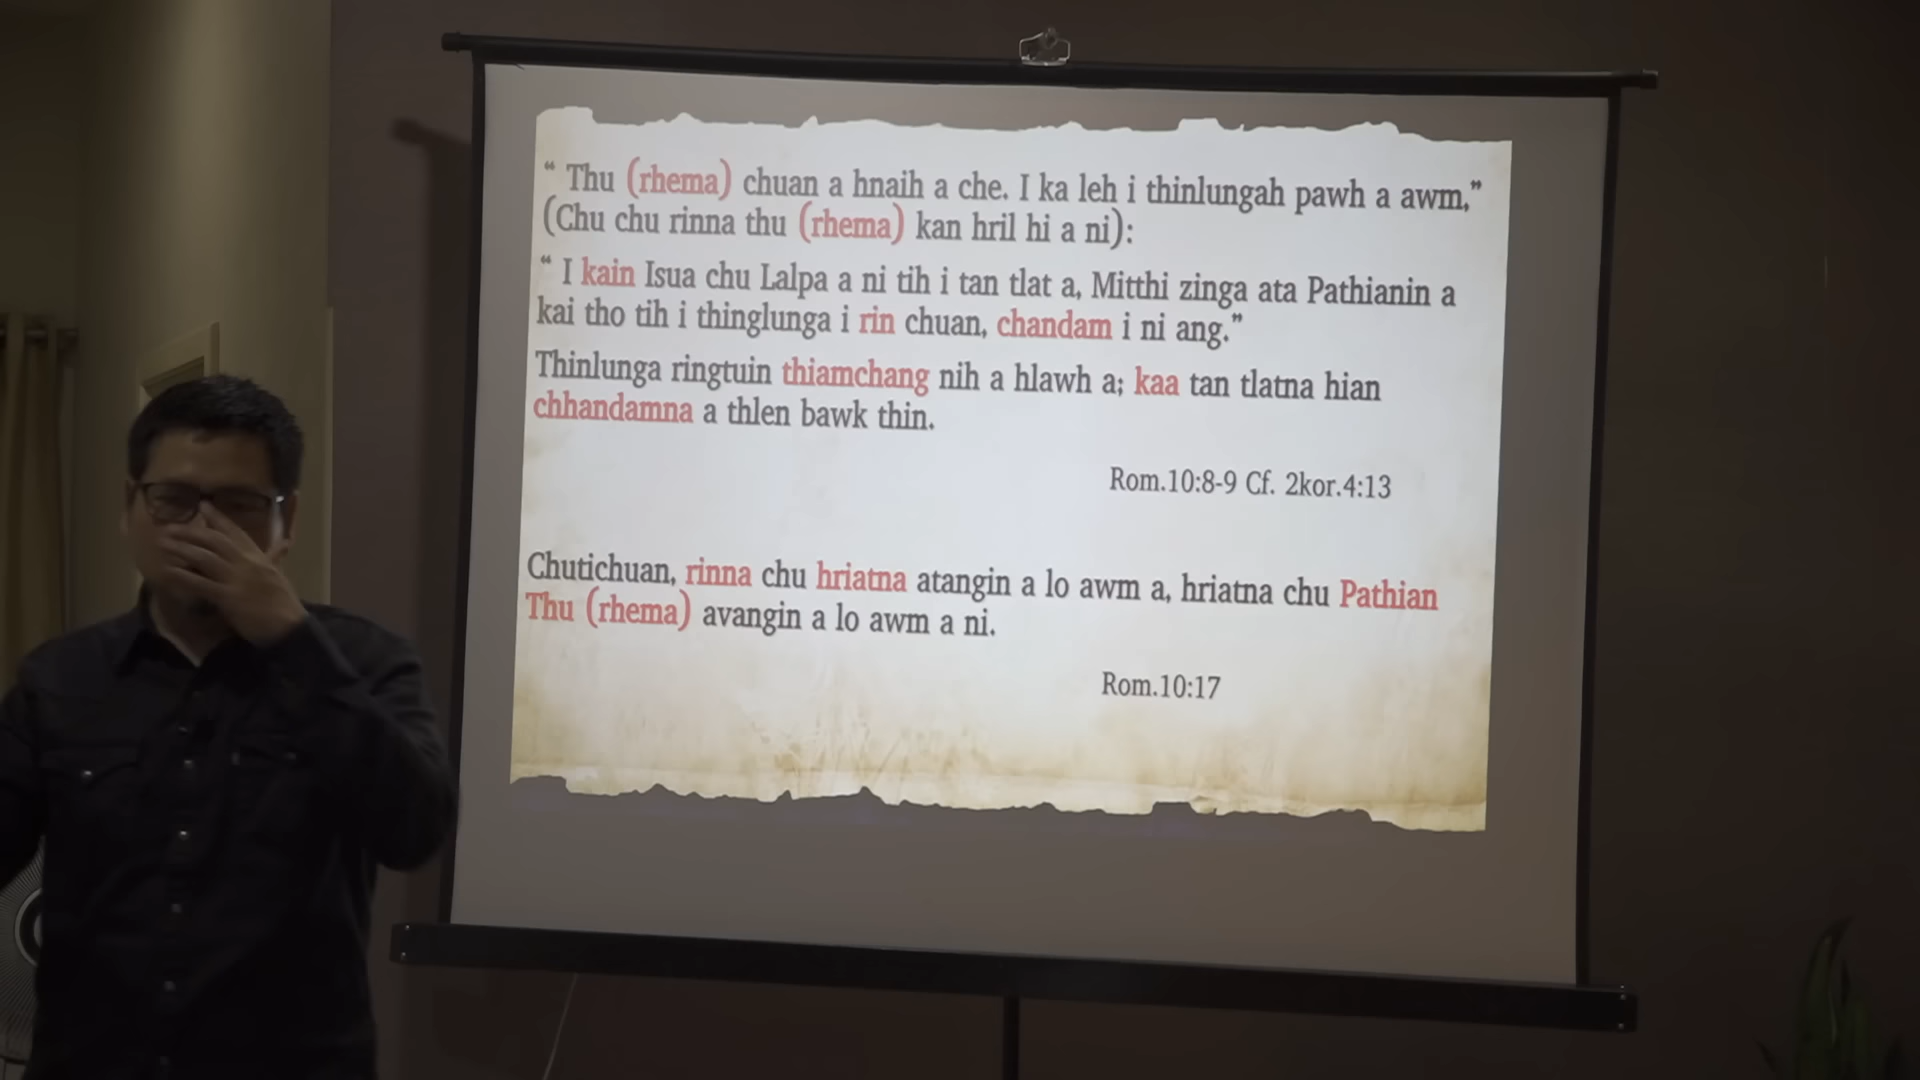 “ Thu (rhema) chuan a hnaih a che. I ka leh i thinlungah pawh a awm,”
(Chu chu rinna thu (rhema) kan hril hi a ni):
“ I kain Isua chu Lalpa a ni tih i tan tlat a, Mitthi zinga ata Pathianin a
kai tho tih i thinglunga i rin chuan, chandam i ni ang.”
Thinlunga ringtuin thiamchang nih a hlawh a; kaa tan tlatna hian
chhandamna a thlen bawk thin.
Rom.10:8-9 Cf. 2kor.4:13
Chutichuan, rinna chu hriatna atangin a lo awm a, hriatna chu Pathian
Thu (rhema) avangin a lo awm a ni.
Rom.10:17